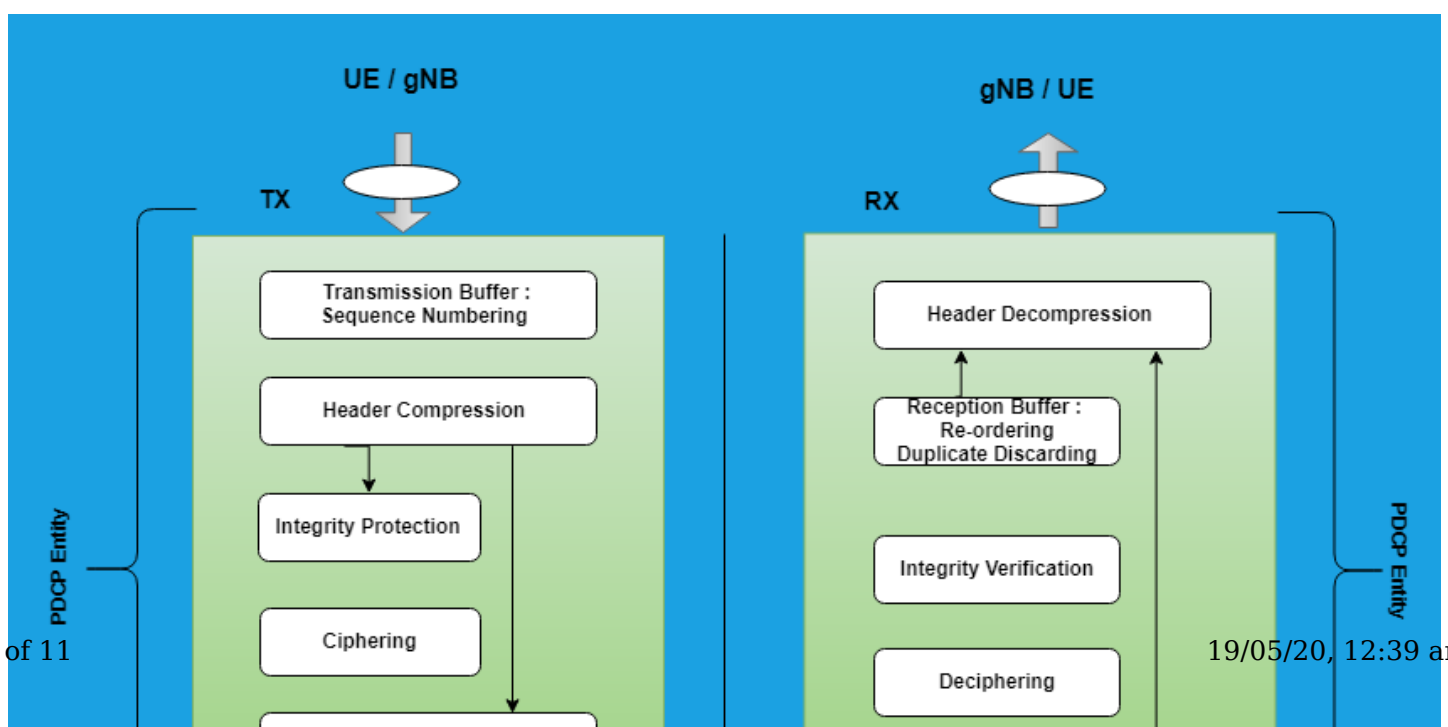 UE / gNB
gNB / UE
TX
RX
Transmission Buffer :
Sequence Numbering
Header Compression
Integrity Protection
Ciphering
Header Decompression
Reception Buffer :
Re-ordering
Duplicate Discarding
Integrity Verification
Deciphering
PDCP Entity
PDCP Entity
of 11
19/05/20, 12:39